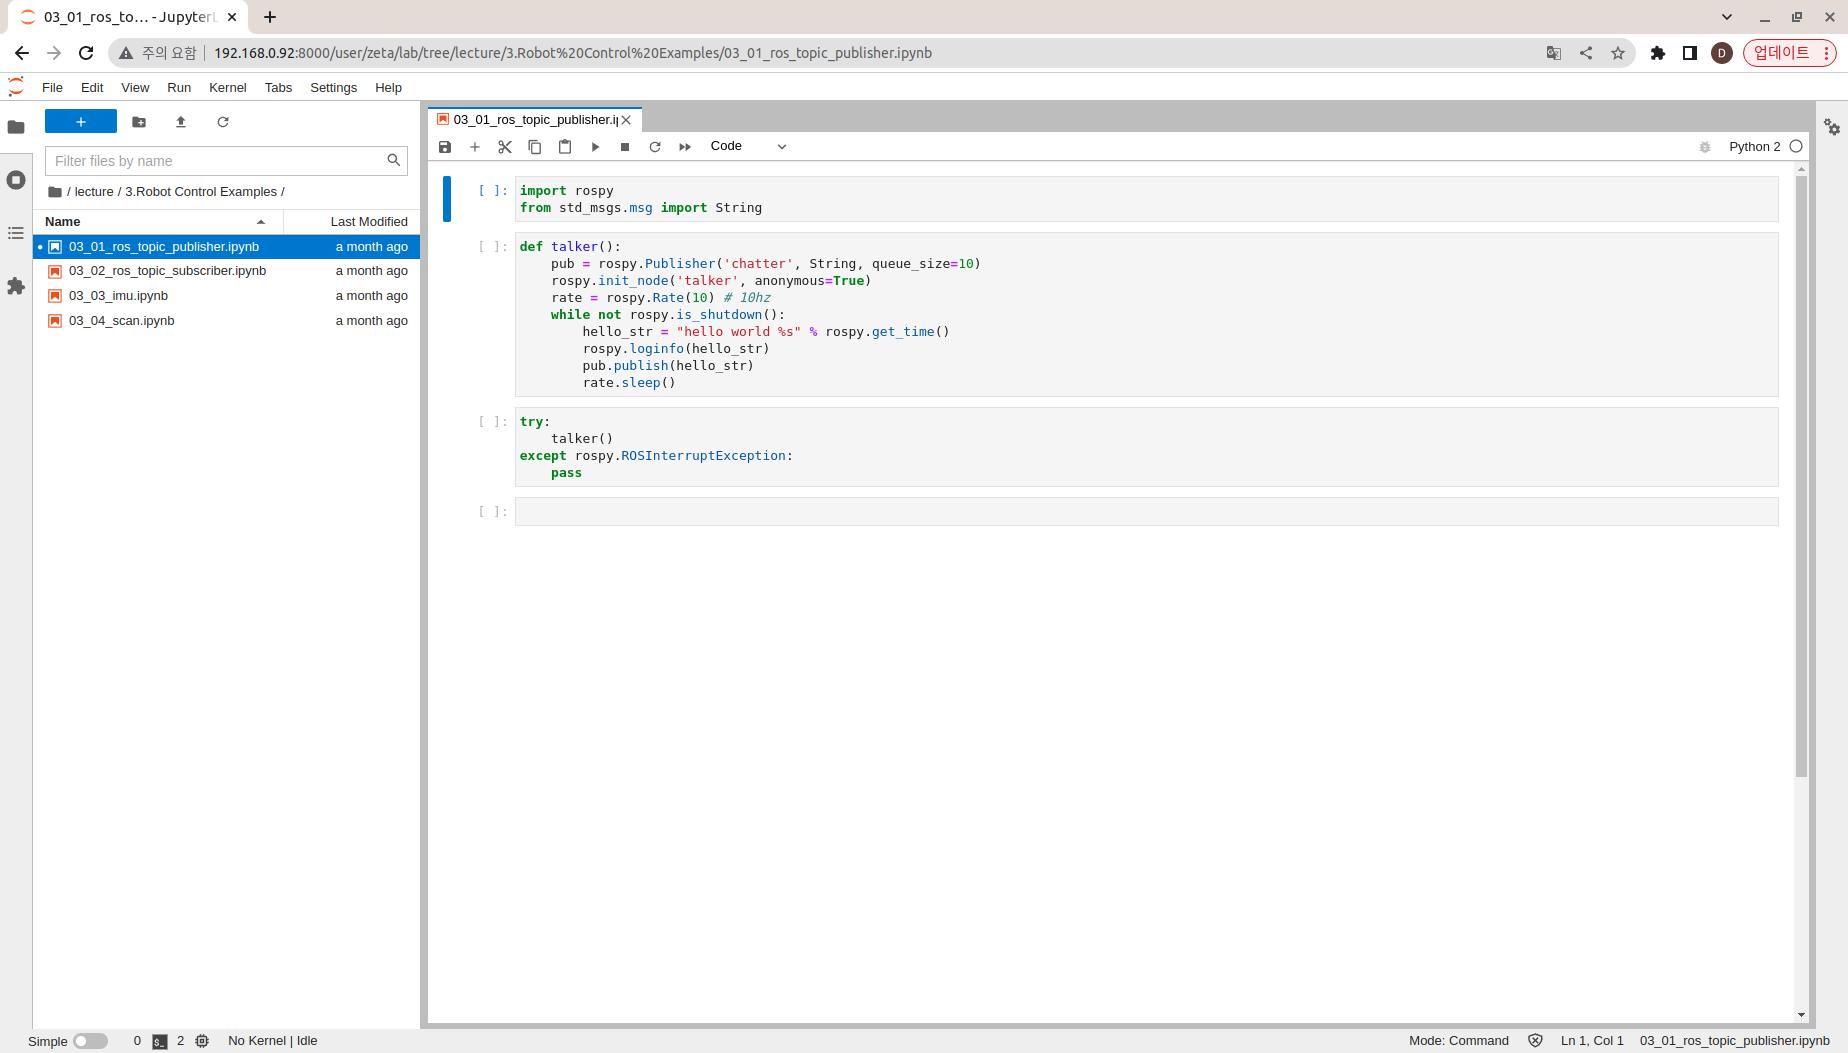 03_01_ros_to… - JupyterL
주의 요함 192.168.0.92:8000/user/zeta/lab/tree/lecture/3.Robot%20Control%20Examples/03_01_ros_topic_publisher.ipynb
D
업데이트
File Edit View Run Kernel Tabs Settings Help
03_01_ros_topic_publisher.ip
Code
Python 2
Filter files by name
/ lecture / 3.Robot Control Examples /
Name Last Modified
03_01_ros_topic_publisher.ipynb a month ago
03_02_ros_topic_subscriber.ipynb a month ago
03_03_imu.ipynb a month ago
03_04_scan.ipynb a month ago
[ ]: import rospy
from std_msgs.msg import String
[ ]: def talker():
    pub = rospy.Publisher('chatter', String, queue_size=10)
    rospy.init_node('talker', anonymous=True)
    rate = rospy.Rate(10) # 10hz
    while not rospy.is_shutdown():
        hello_str = "hello world %s" % rospy.get_time()
        rospy.loginfo(hello_str)
        pub.publish(hello_str)
        rate.sleep()
[ ]: try:
    talker()
except rospy.ROSInterruptException:
    pass
[ ]:
Simple 0 $_ 2 No Kernel | Idle Mode: Command Ln 1, Col 1 03_01_ros_topic_publisher.ipynb